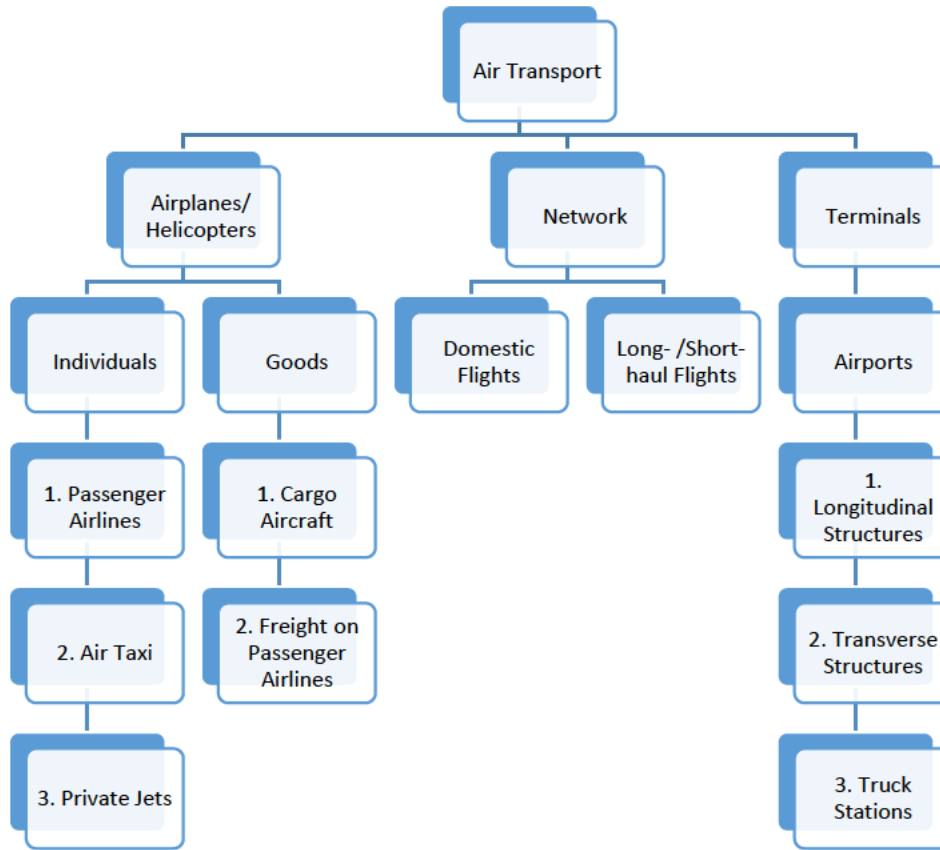 Air Transport
Airplanes/
Helicopters
Network
Terminals
Individuals
Goods
Domestic
Flights
Long- /Short-
haul Flights
Airports
1. Passenger
Airlines
1. Cargo
Aircraft
1.
Longitudinal
Structures
2. Air Taxi
2. Freight on
Passenger
Airlines
2. Transverse
Structures
3. Private Jets
3. Truck
Stations